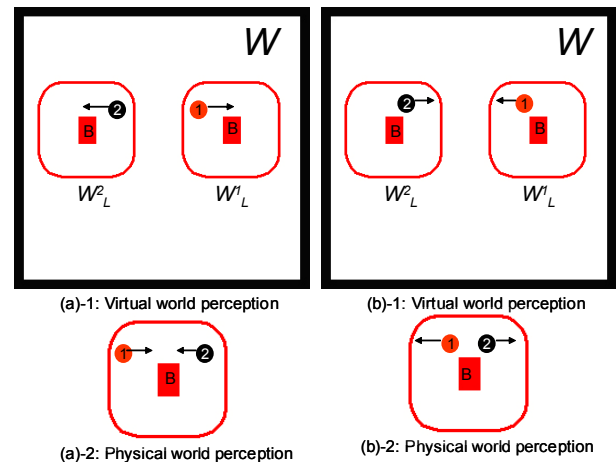 W
2
B
1
B
W²L
W¹L
(a)-1: Virtual world perception
1
2
B
(a)-2: Physical world perception
W
2
B
1
B
W²L
W¹L
(b)-1: Virtual world perception
1
2
B
(b)-2: Physical world perception